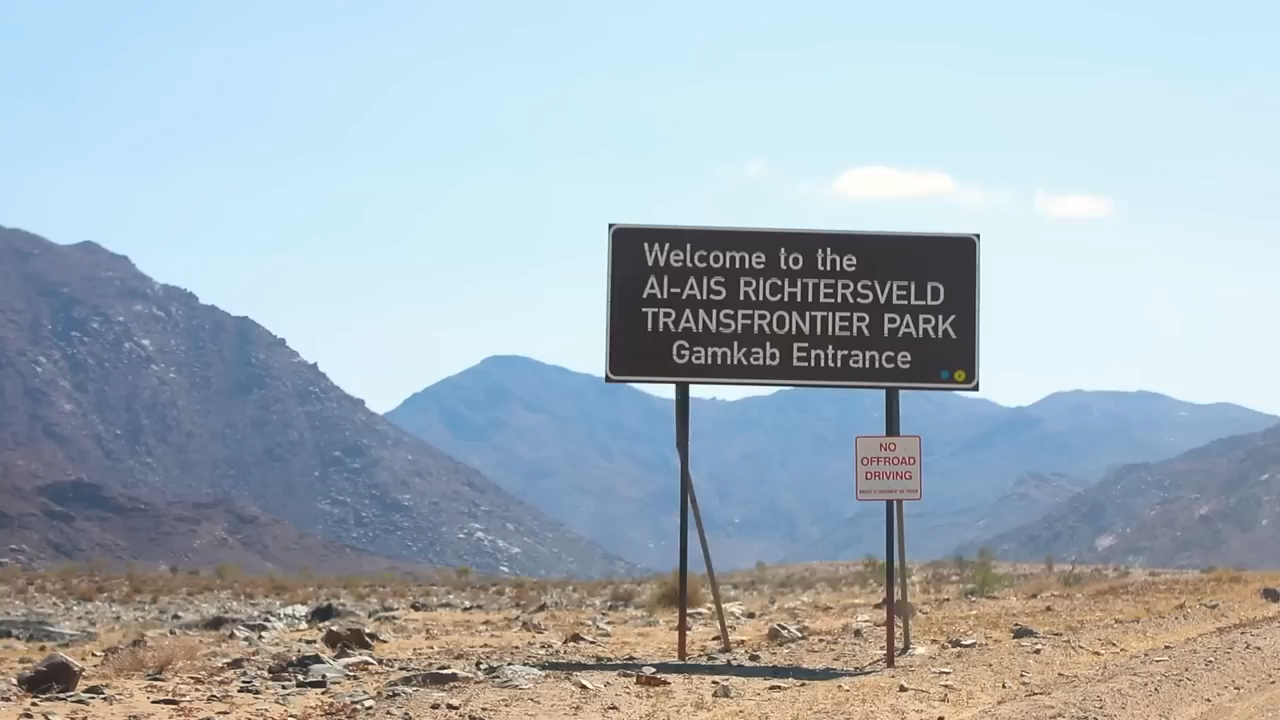 Welcome to the
AI-AIS RICHTERSVELD
TRANSFRONTIER PARK
Gamkab Entrance
NO
OFFROAD
DRIVING